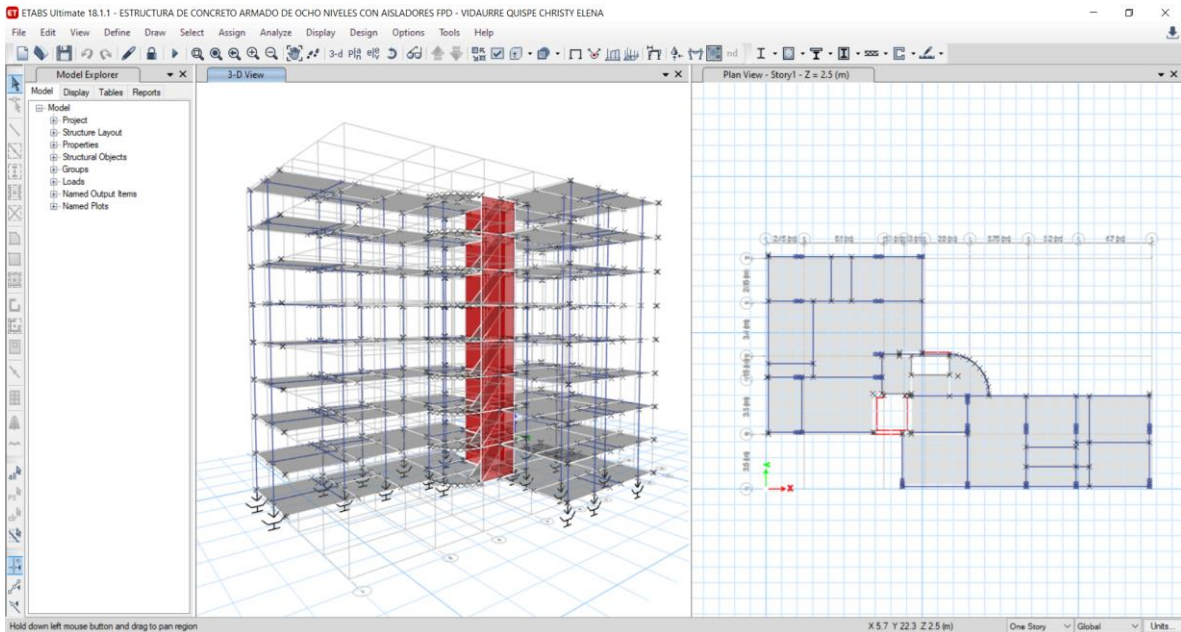 ETABS Ultimate 18.1.1 - ESTRUCTURA DE CONCRETO ARMADO DE OCHO NIVELES CON AISLADORES FPD - VIDAURRE QUISPE CHRISTY ELENA
File Edit View Define Draw Select Assign Analyze Display Design Options Tools Help
3-d nd
Model Explorer
3-D View
Plan View - Story1 - Z = 2.5 (m)
Model Display Tables Reports
Model
Project
Structure Layout
Properties
Structural Objects
Groups
Loads
Named Output Items
Named Plots
X
Hold down left mouse button and drag to pan region
X 5.7 Y 22.3 Z 2.5 (m)
One Story
Global
Units...